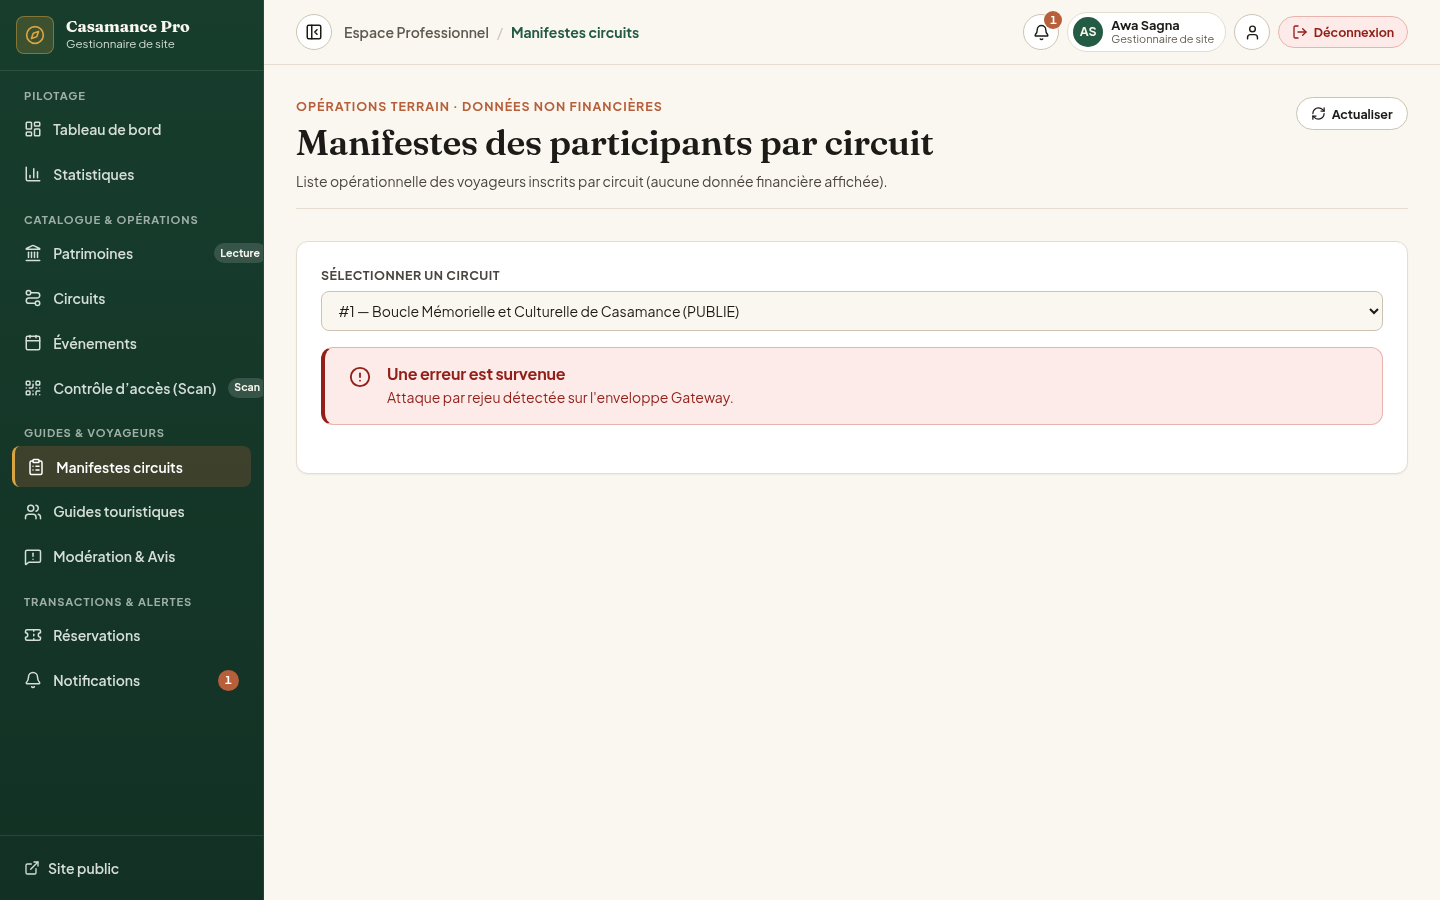 Casamance Pro
Gestionnaire de site
PILOTAGE
Tableau de bord
Statistiques
CATALOGUE & OPÉRATIONS
Patrimoines
Lecture
Circuits
Événements
Contrôle d’accès (Scan)
Scan
GUIDES & VOYAGEURS
Manifestes circuits
Guides touristiques
Modération & Avis
TRANSACTIONS & ALERTES
Réservations
Notifications
1
Site public
Espace Professionnel / Manifestes circuits
1
AS
Awa Sagna
Gestionnaire de site
Déconnexion
OPÉRATIONS TERRAIN · DONNÉES NON FINANCIÈRES
Manifestes des participants par circuit
Liste opérationnelle des voyageurs inscrits par circuit (aucune donnée financière affichée).
Actualiser
SÉLECTIONNER UN CIRCUIT
#1 — Boucle Mémorielle et Culturelle de Casamance (PUBLIE)
Une erreur est survenue
Attaque par rejeu détectée sur l'enveloppe Gateway.